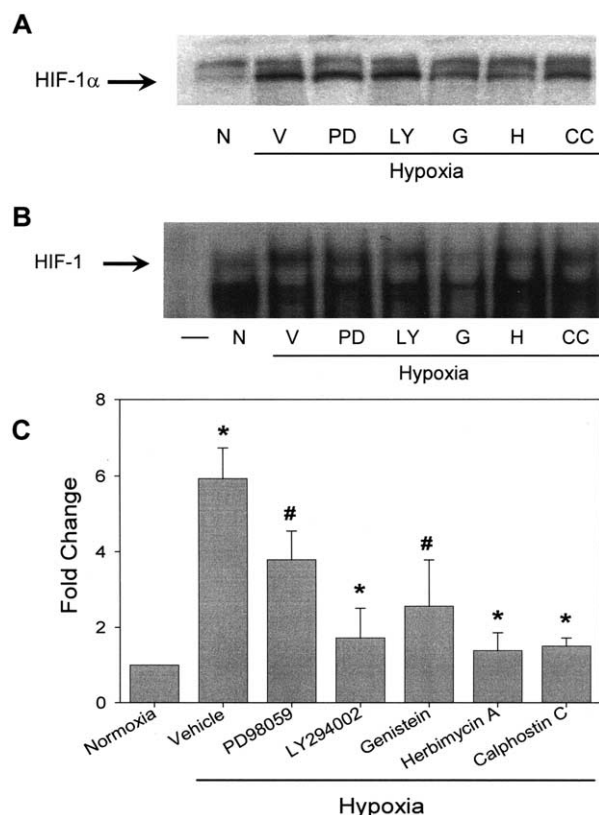 A
HIF-1α
N V PD LY G H CC
Hypoxia
B
HIF-1
— N V PD LY G H CC
Hypoxia
C
8
6
4
2
0
Fold Change
* # * # * *
Normoxia Vehicle PD98059 LY294002 Genistein Herbimycin A Calphostin C
Hypoxia